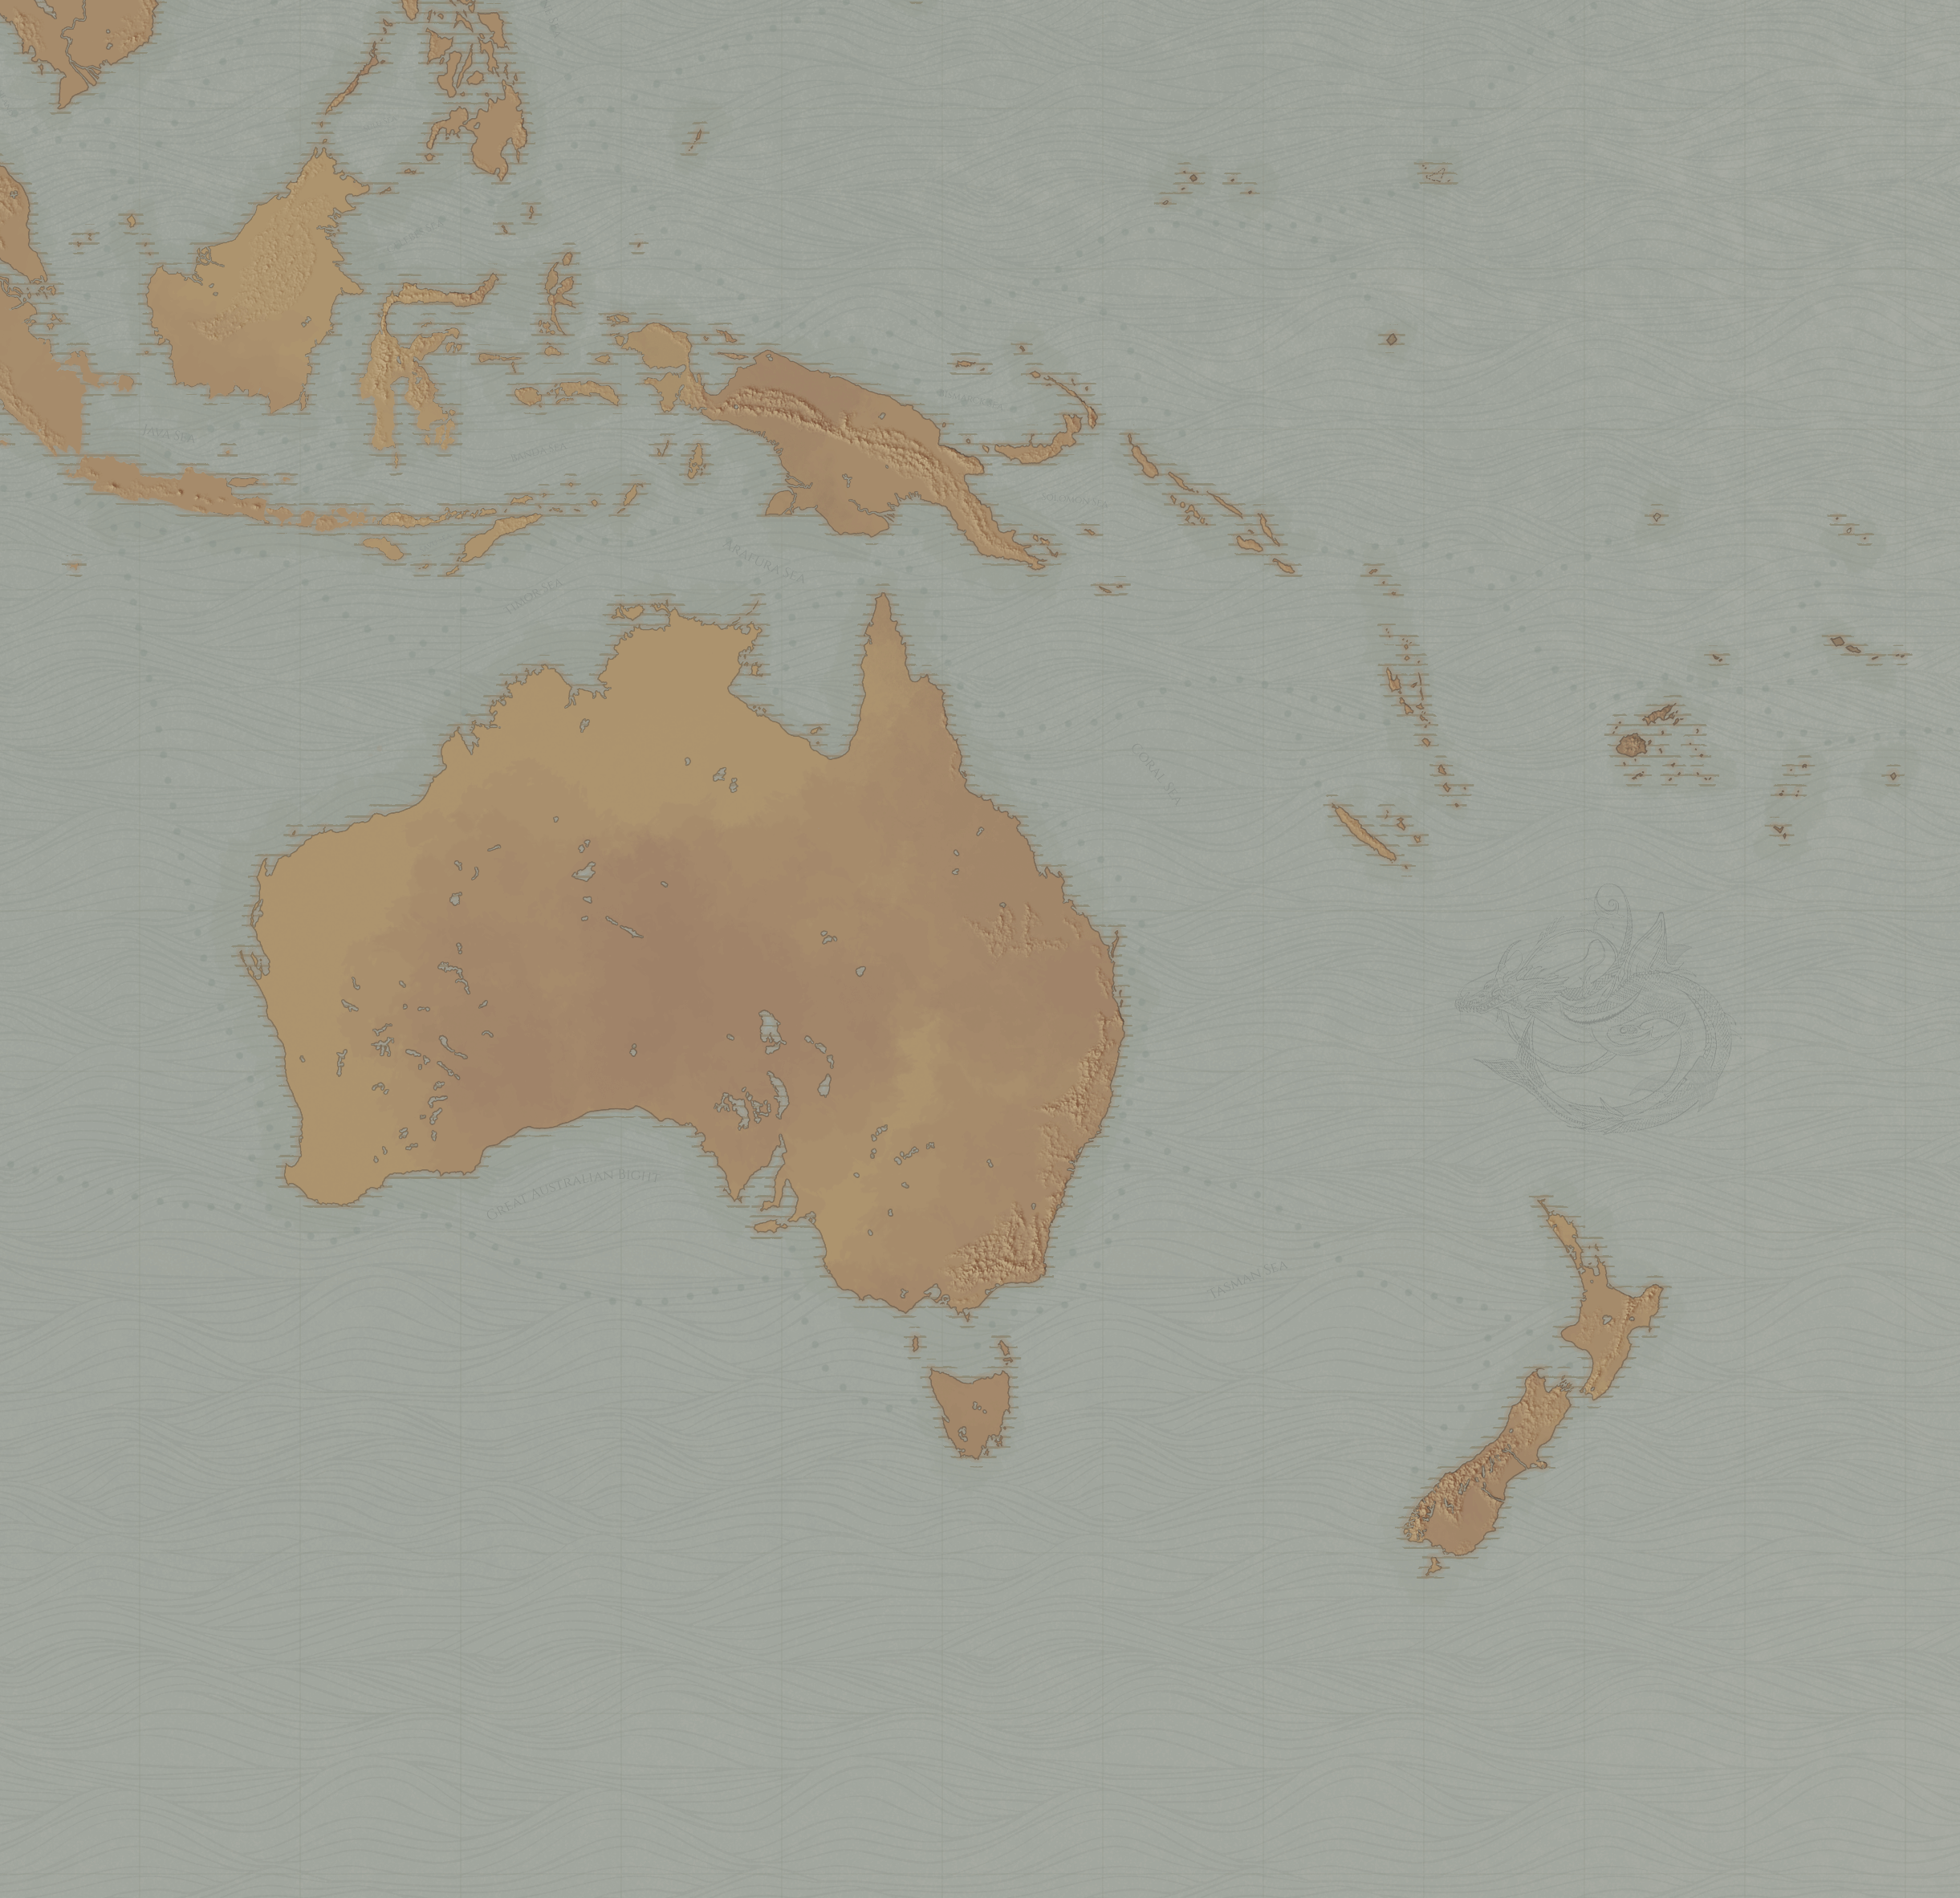 JAVA SEA
BANDA SEA
SOLOMON SEA
ARAFURA SEA
TIMOR SEA
CORAL SEA
GREAT AUSTRALIAN BIGHT
TASMAN SEA